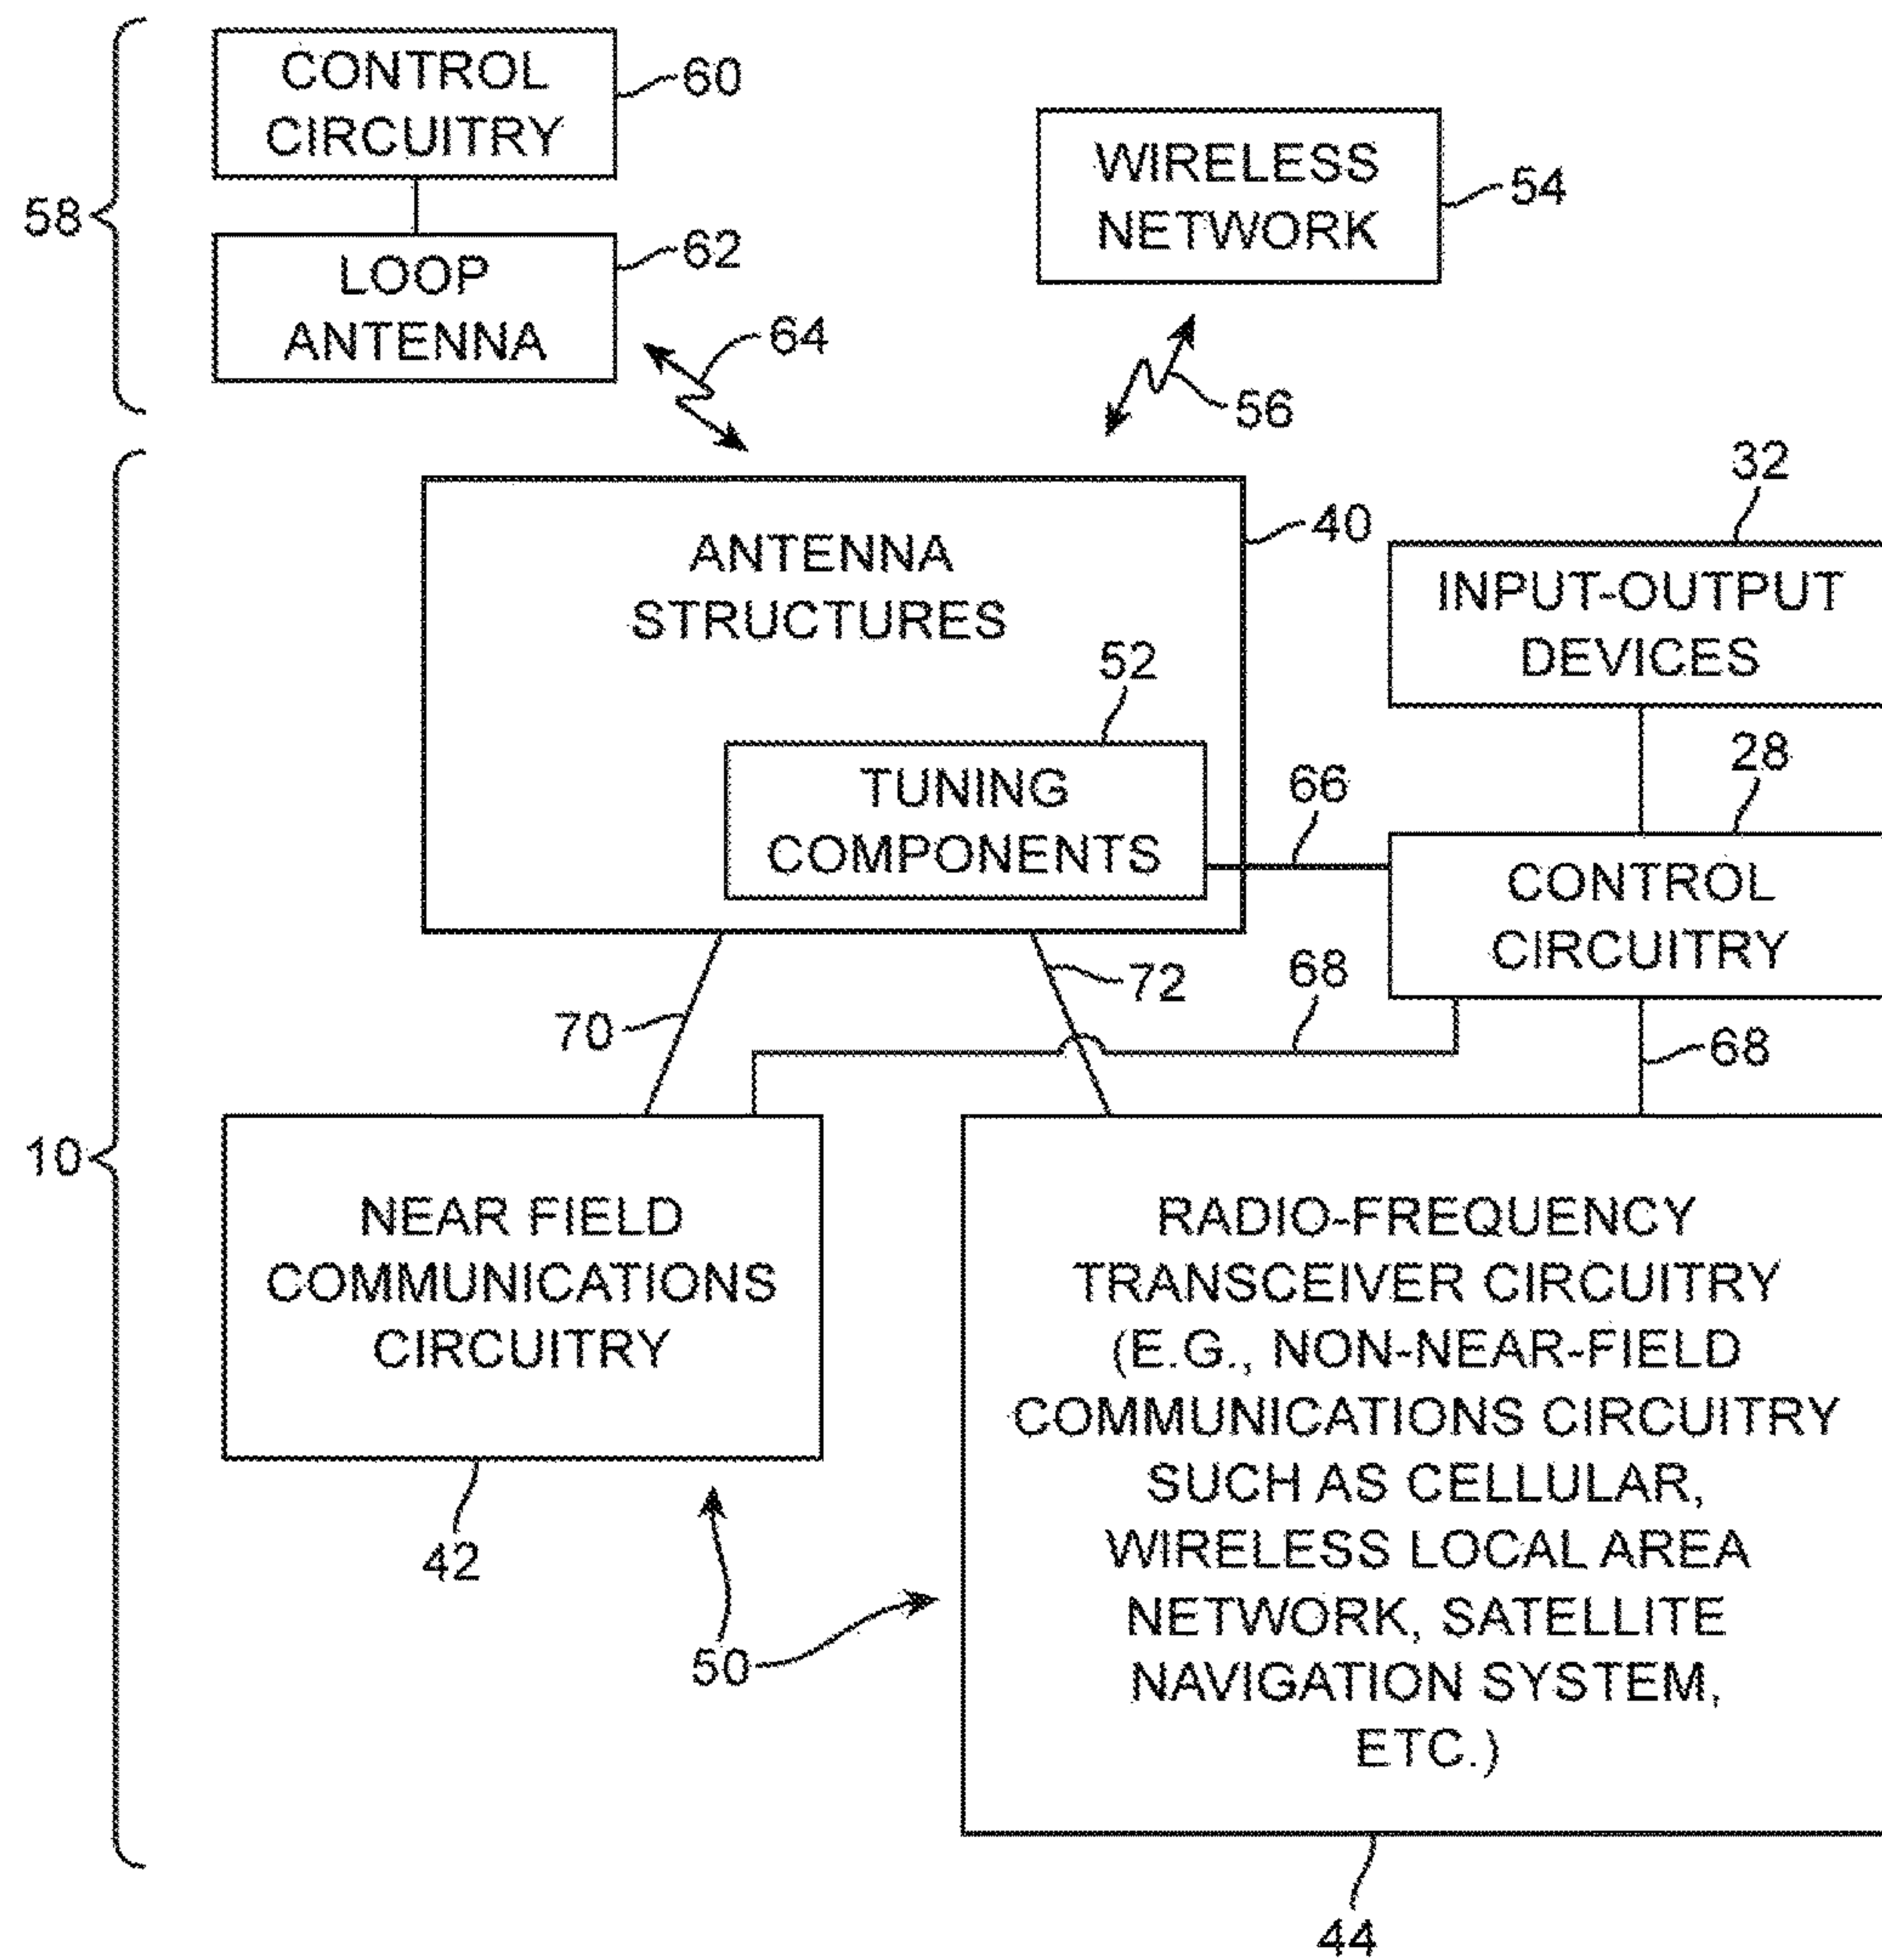 CONTROL
CIRCUITRY
60
58
LOOP
ANTENNA
62
64
WIRELESS
NETWORK
54
56
10
ANTENNA
STRUCTURES
40
52
TUNING
COMPONENTS
66
32
INPUT-OUTPUT
DEVICES
28
CONTROL
CIRCUITRY
70
72
68
68
NEAR FIELD
COMMUNICATIONS
CIRCUITRY
42
50
RADIO-FREQUENCY
TRANSCEIVER CIRCUITRY
(E.G., NON-NEAR-FIELD
COMMUNICATIONS CIRCUITRY
SUCH AS CELLULAR,
WIRELESS LOCAL AREA
NETWORK, SATELLITE
NAVIGATION SYSTEM,
ETC.)
44